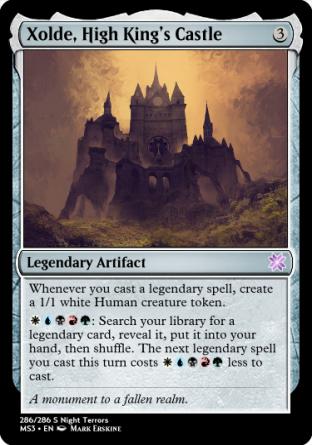 Xolde, High King's Castle 3
Legendary Artifact
Whenever you cast a legendary spell, create
a 1/1 white Human creature token.
: Search your library for a
legendary card, reveal it, put it into your
hand, then shuffle. The next legendary spell
you cast this turn costs less to
cast.
A monument to a fallen realm.
286/286 S Night Terrors
MS3 • EN Mark Erskine